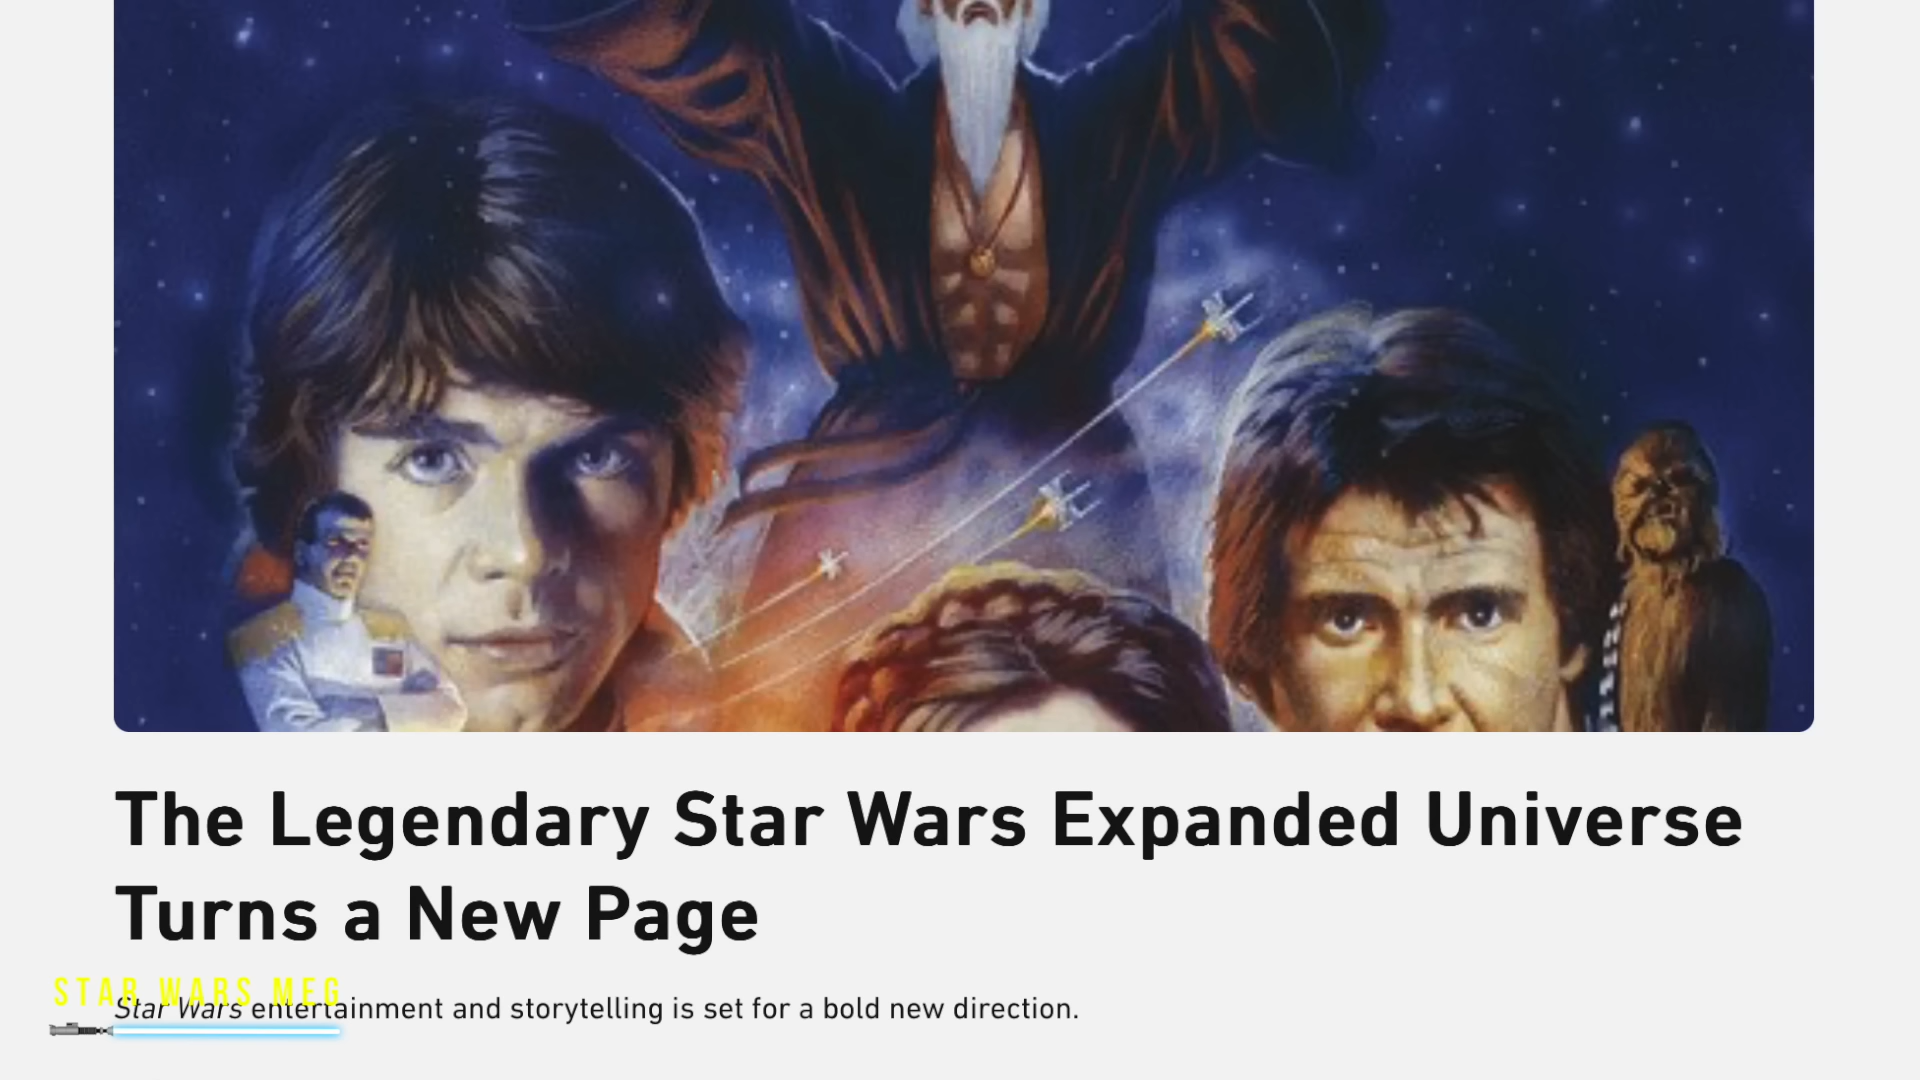 The Legendary Star Wars Expanded Universe
Turns a New Page
STAR WARS MEG
Star Wars entertainment and storytelling is set for a bold new direction.